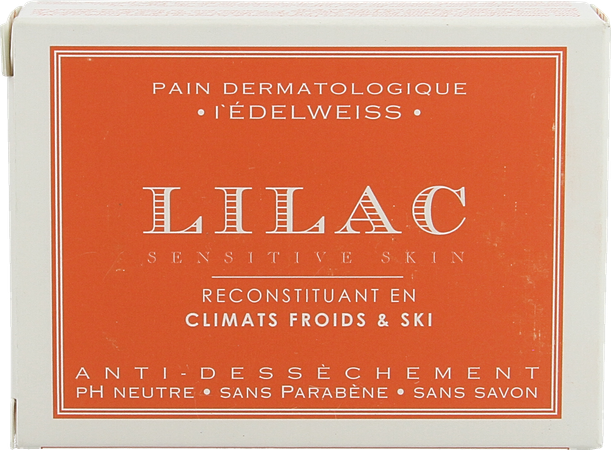 PAIN DERMATOLOGIQUE
• l'ÉDELWEISS •
LILAC
SENSITIVE SKIN
RECONSTITUANT EN
CLIMATS FROIDS & SKI
ANTI-DESSÈCHEMENT
pH NEUTRE • SANS PARABÈNE • SANS SAVON